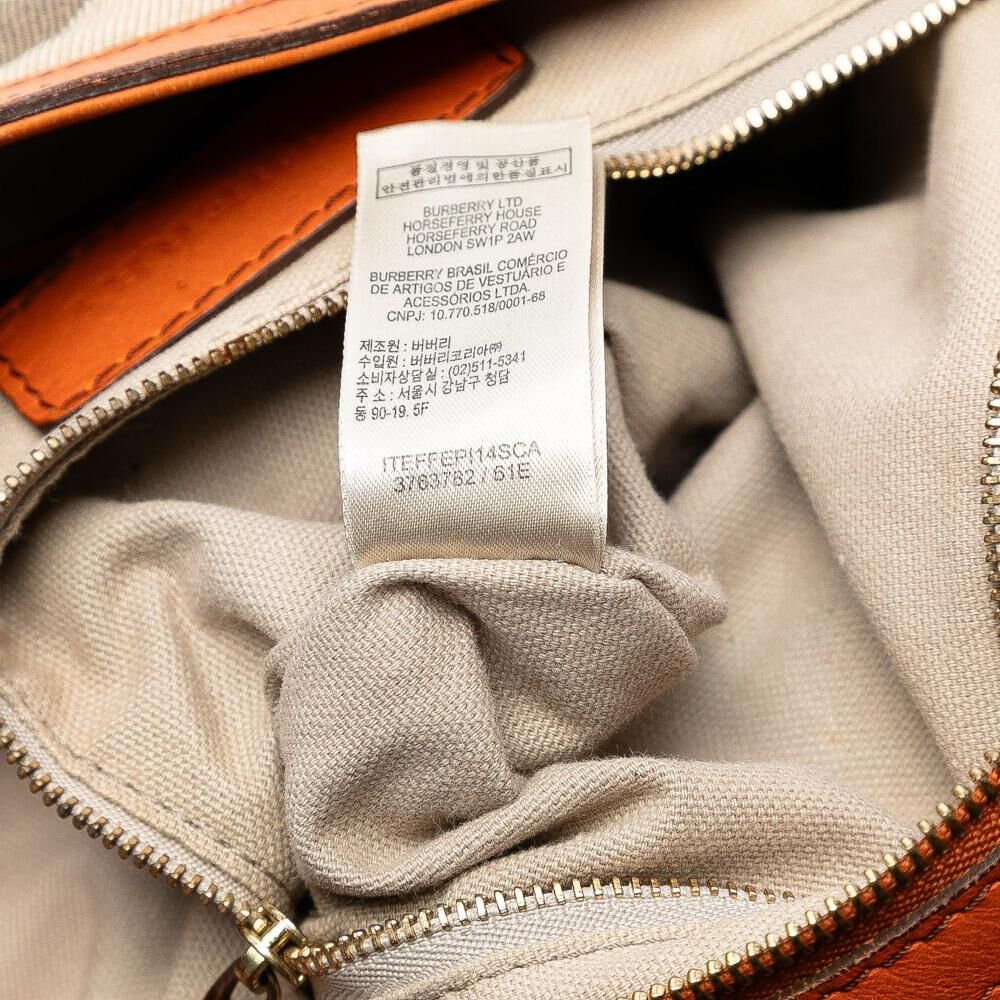 품질경영 및 공산품
안전관리법에의한품질표시
BURBERRY LTD
HORSEFERRY HOUSE
HORSEFERRY ROAD
LONDON SW1P 2AW
BURBERRY BRASIL COMÉRCIO
DE ARTIGOS DE VESTUÁRIO E
ACESSÓRIOS LTDA.
CNPJ: 10.770.518/0001-68
제조원 : 버버리
수입원 : 버버리코리아㈜
소비자상담실 : (02)511-5341
주 소 : 서울시 강남구 청담
동 90-19. 5F
ITEFFEPI14SCA
3763762 / 61E